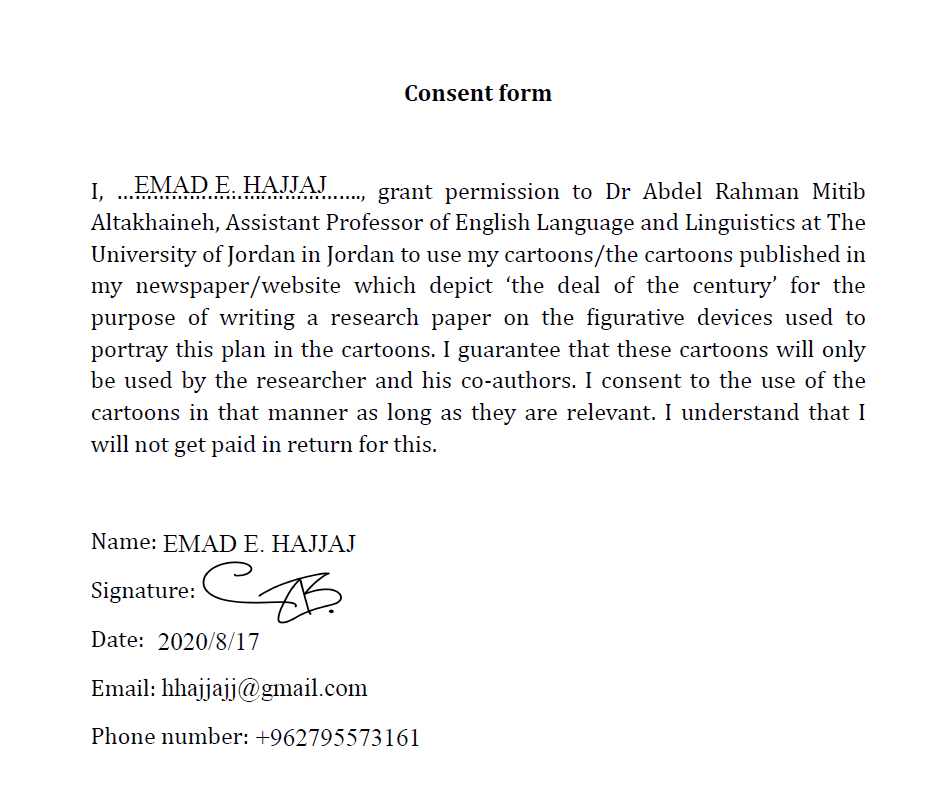 Consent form
I, ………EMAD E. HAJJAJ………, grant permission to Dr Abdel Rahman Mitib
Altakhaineh, Assistant Professor of English Language and Linguistics at The
University of Jordan in Jordan to use my cartoons/the cartoons published in
my newspaper/website which depict ‘the deal of the century’ for the
purpose of writing a research paper on the figurative devices used to
portray this plan in the cartoons. I guarantee that these cartoons will only
be used by the researcher and his co-authors. I consent to the use of the
cartoons in that manner as long as they are relevant. I understand that I
will not get paid in return for this.
Name: EMAD E. HAJJAJ
Signature:
Date: 2020/8/17
Email: hhajjajj@gmail.com
Phone number: +962795573161